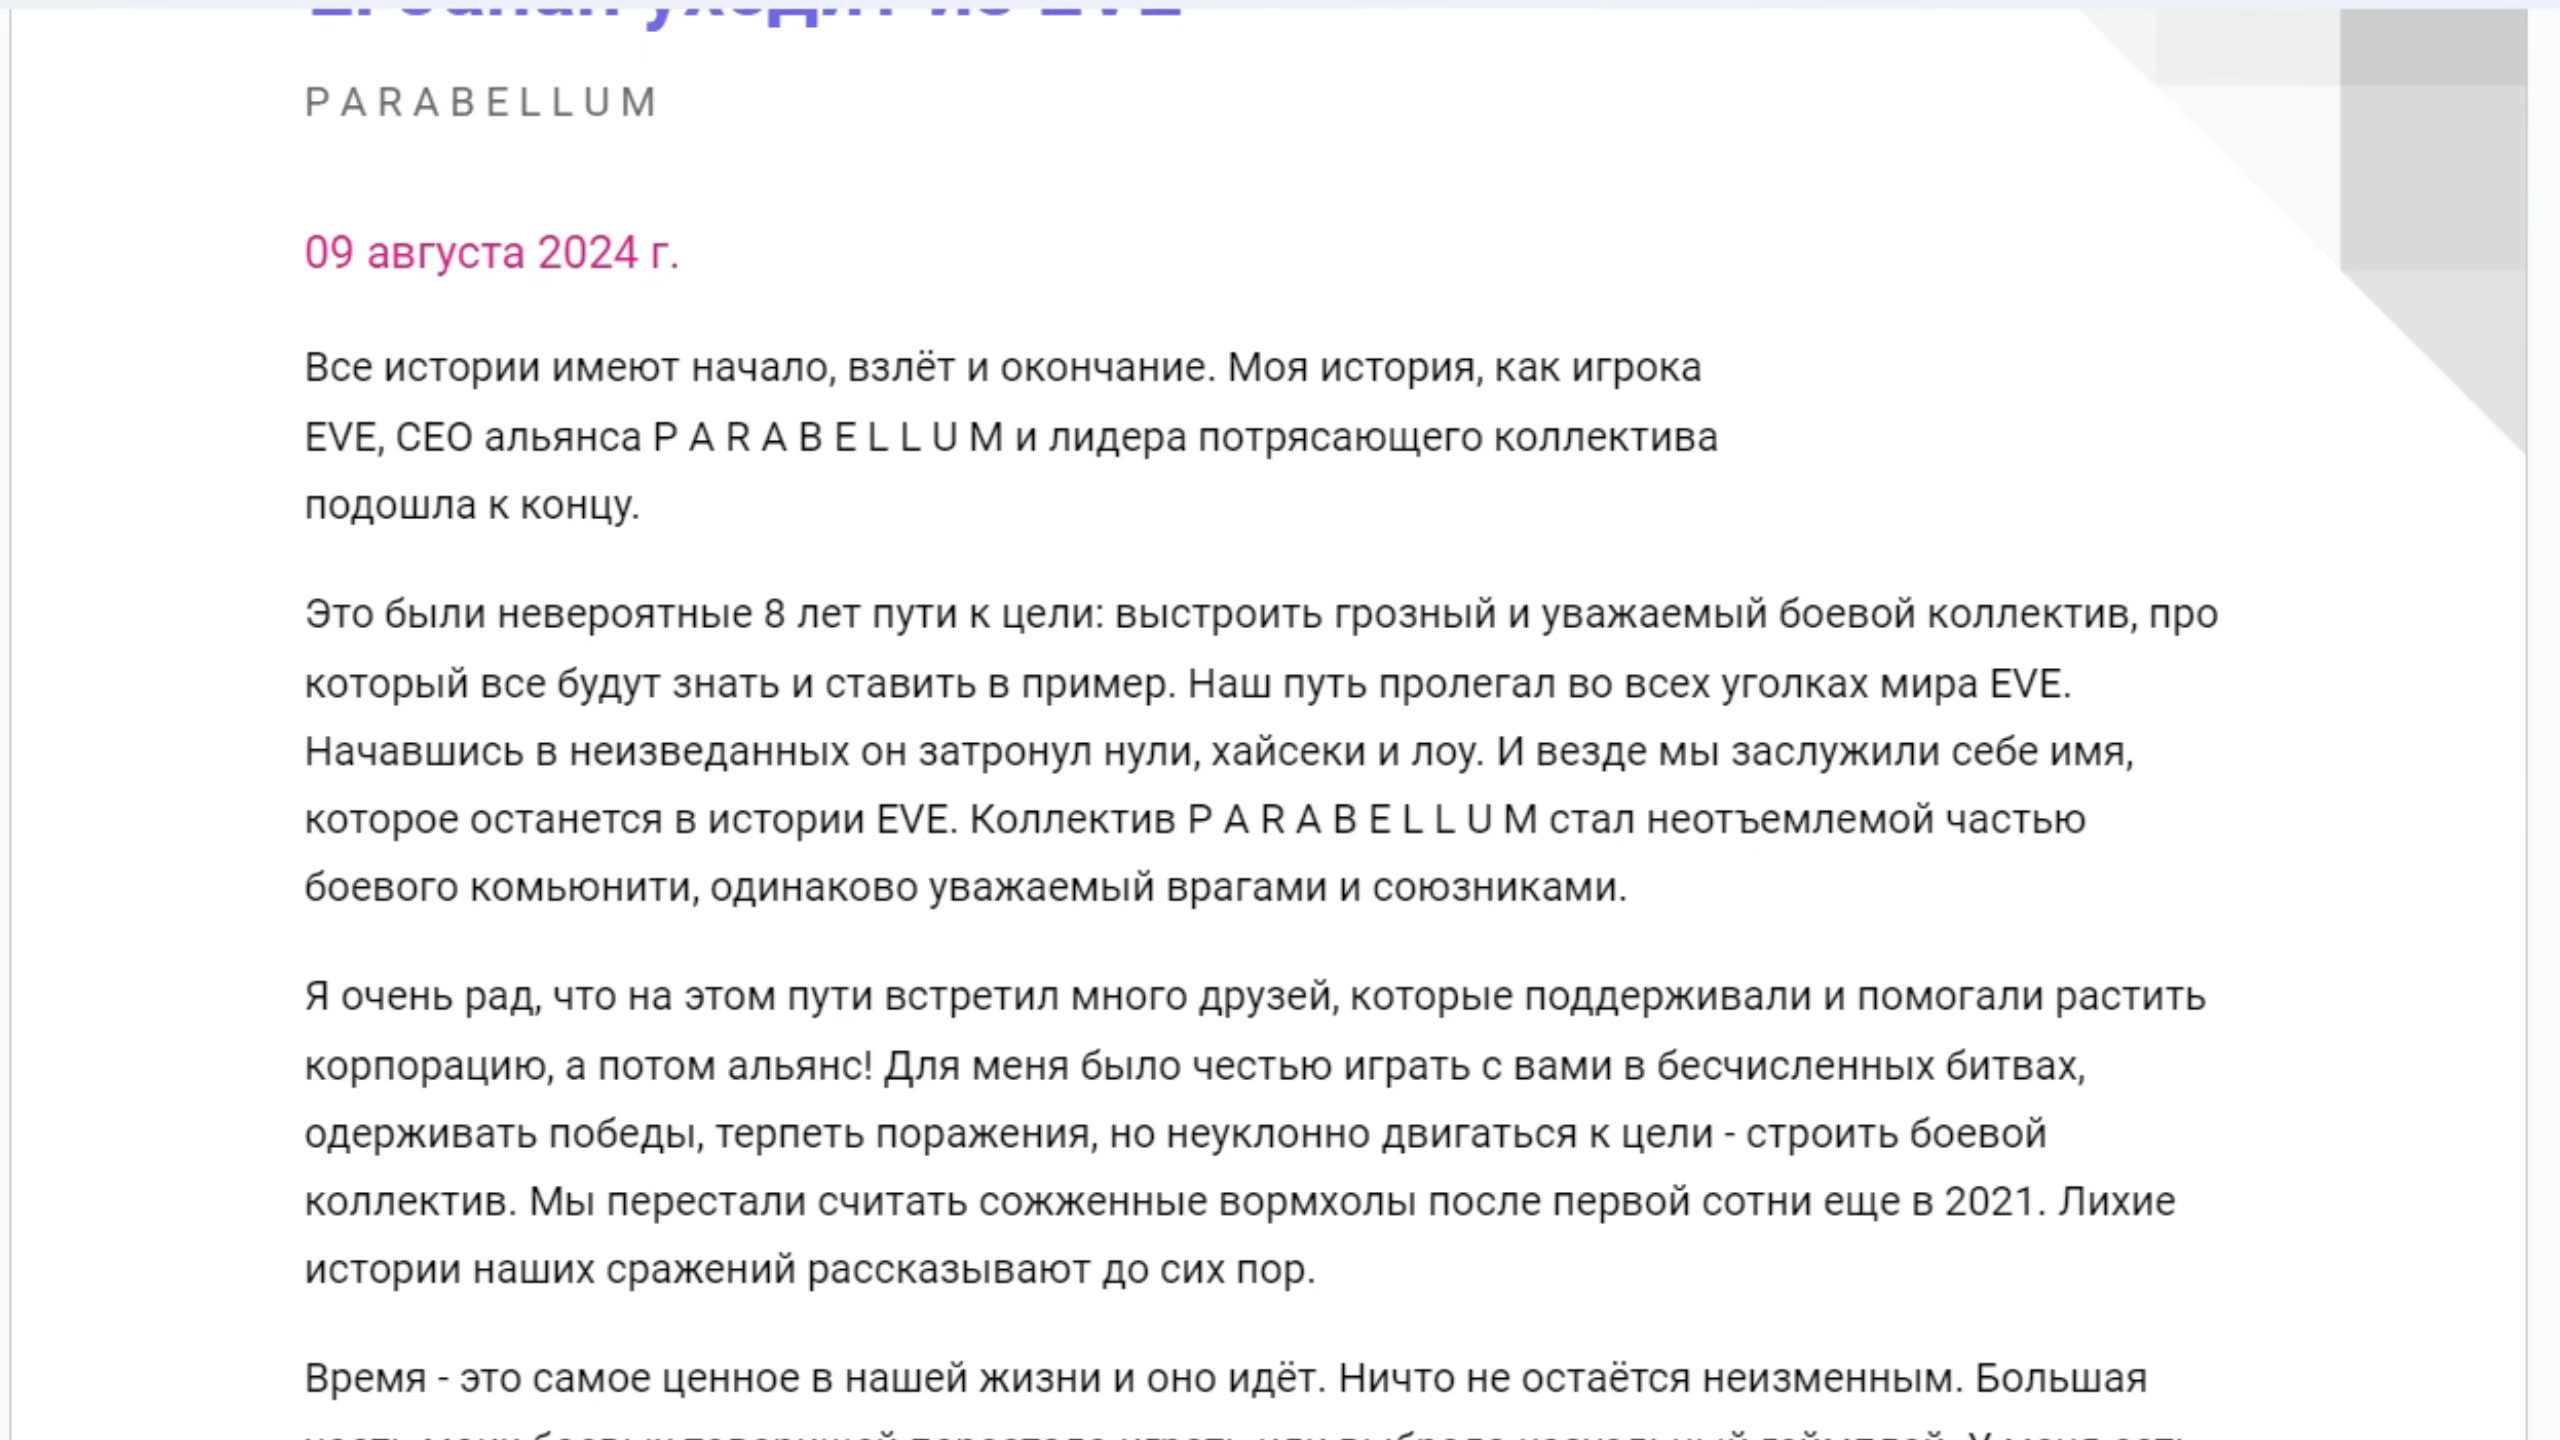 уходит из EVE
P A R A B E L L U M
09 августа 2024 г.
Все истории имеют начало, взлёт и окончание. Моя история, как игрока
EVE, CEO альянса P A R A B E L L U M и лидера потрясающего коллектива
подошла к концу.
Это были невероятные 8 лет пути к цели: выстроить грозный и уважаемый боевой коллектив, про
который все будут знать и ставить в пример. Наш путь пролегал во всех уголках мира EVE.
Начавшись в неизведанных он затронул нули, хайсеки и лоу. И везде мы заслужили себе имя,
которое останется в истории EVE. Коллектив P A R A B E L L U M стал неотъемлемой частью
боевого комьюнити, одинаково уважаемый врагами и союзниками.
Я очень рад, что на этом пути встретил много друзей, которые поддерживали и помогали растить
корпорацию, а потом альянс! Для меня было честью играть с вами в бесчисленных битвах,
одерживать победы, терпеть поражения, но неуклонно двигаться к цели - строить боевой
коллектив. Мы перестали считать сожженные вормхолы после первой сотни еще в 2021. Лихие
истории наших сражений рассказывают до сих пор.
Время - это самое ценное в нашей жизни и оно идёт. Ничто не остаётся неизменным. Большая